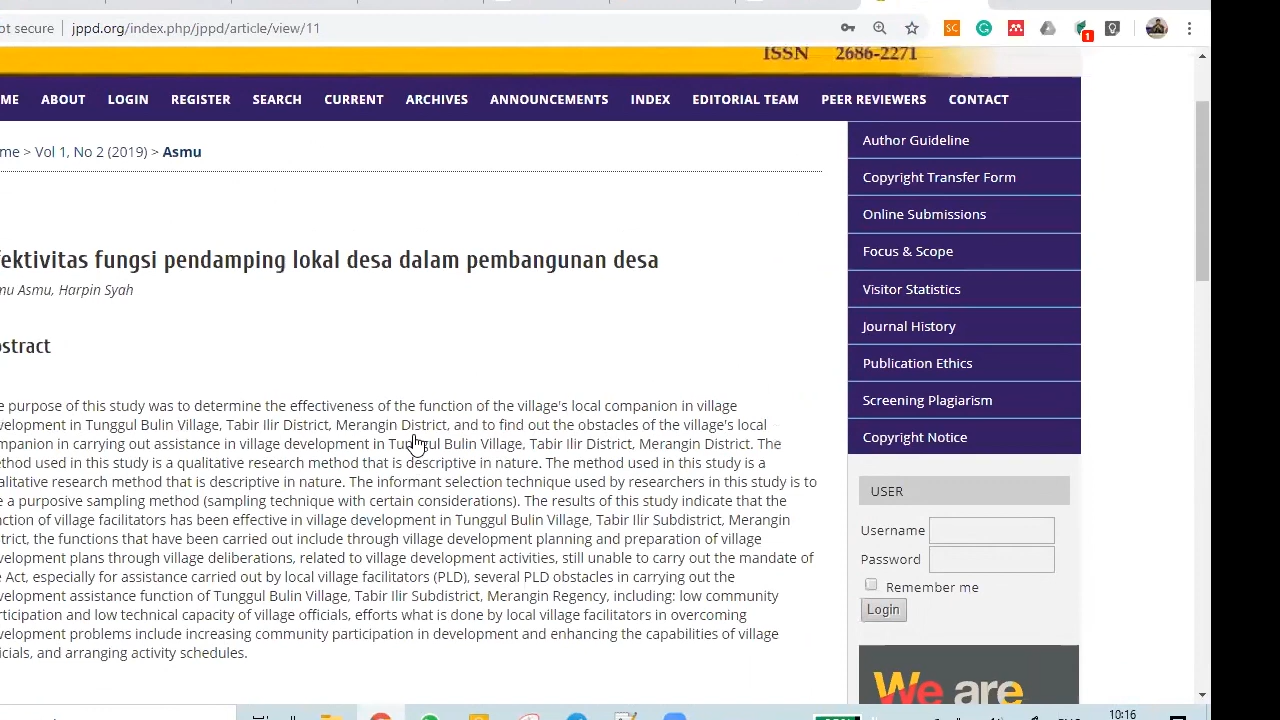 ot secure | jppd.org/index.php/jppd/article/view/11
SC
1
ISSN 2686-2271
ME ABOUT LOGIN REGISTER SEARCH CURRENT ARCHIVES ANNOUNCEMENTS INDEX EDITORIAL TEAM PEER REVIEWERS CONTACT
me > Vol 1, No 2 (2019) > Asmu
fektivitas fungsi pendamping lokal desa dalam pembangunan desa
mu Asmu, Harpin Syah
stract
e purpose of this study was to determine the effectiveness of the function of the village's local companion in village
velopment in Tunggul Bulin Village, Tabir Ilir District, Merangin District, and to find out the obstacles of the village's local
mpanion in carrying out assistance in village development in Tunggul Bulin Village, Tabir Ilir District, Merangin District. The
ethod used in this study is a qualitative research method that is descriptive in nature. The method used in this study is a
alitative research method that is descriptive in nature. The informant selection technique used by researchers in this study is to
e a purposive sampling method (sampling technique with certain considerations). The results of this study indicate that the
nction of village facilitators has been effective in village development in Tunggul Bulin Village, Tabir Ilir Subdistrict, Merangin
strict, the functions that have been carried out include through village development planning and preparation of village
velopment plans through village deliberations, related to village development activities, still unable to carry out the mandate of
e Act, especially for assistance carried out by local village facilitators (PLD), several PLD obstacles in carrying out the
velopment assistance function of Tunggul Bulin Village, Tabir Ilir Subdistrict, Merangin Regency, including: low community
rticipation and low technical capacity of village officials, efforts what is done by local village facilitators in overcoming
velopment problems include increasing community participation in development and enhancing the capabilities of village
icials, and arranging activity schedules.
Author Guideline
Copyright Transfer Form
Online Submissions
Focus & Scope
Visitor Statistics
Journal History
Publication Ethics
Screening Plagiarism
Copyright Notice
USER
Username
Password
Remember me
Login
We are
10:16